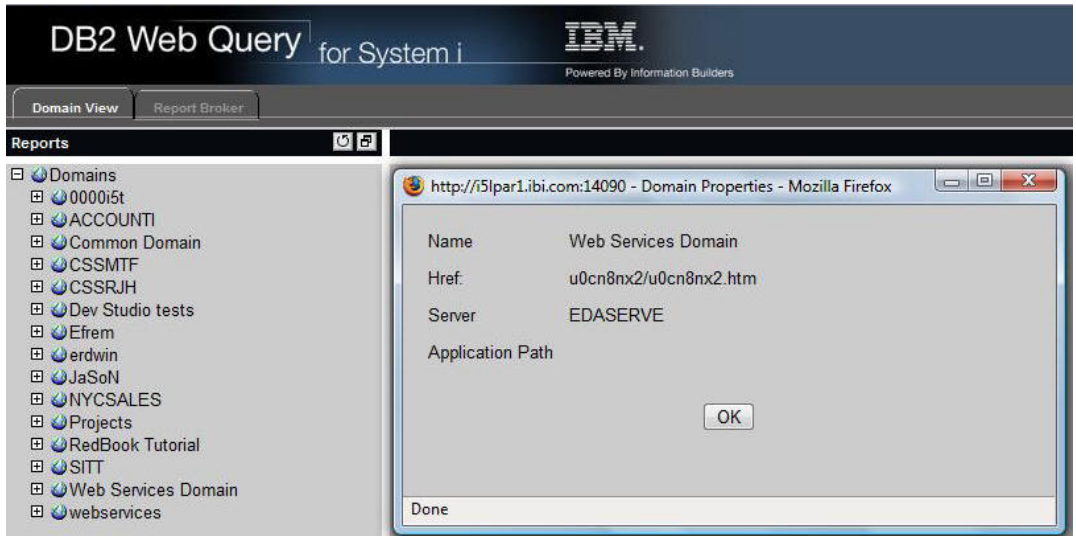 DB2 Web Query for System i
IBM.
Powered By Information Builders
Domain View
Report Broker
Reports
Domains
0000i5t
ACCOUNTI
Common Domain
CSSMTF
CSSRJH
Dev Studio tests
Efrem
erdwin
JaSoN
NYCSALES
Projects
RedBook Tutorial
SITT
Web Services Domain
webservices
http://i5lpar1.ibi.com:14090 - Domain Properties - Mozilla Firefox
Name Web Services Domain
Href: u0cn8nx2/u0cn8nx2.htm
Server EDASERVE
Application Path
OK
Done